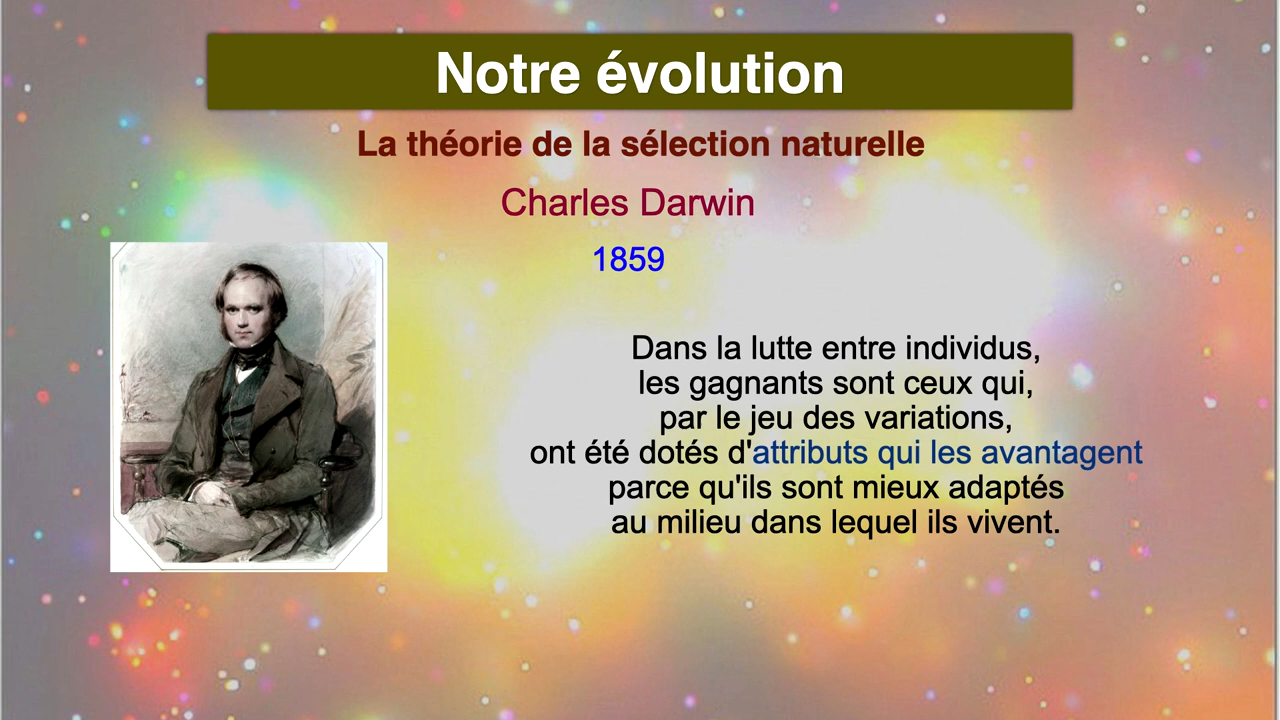 Notre évolution
La théorie de la sélection naturelle
Charles Darwin
1859
Dans la lutte entre individus,
les gagnants sont ceux qui,
par le jeu des variations,
ont été dotés d'attributs qui les avantagent
parce qu'ils sont mieux adaptés
au milieu dans lequel ils vivent.